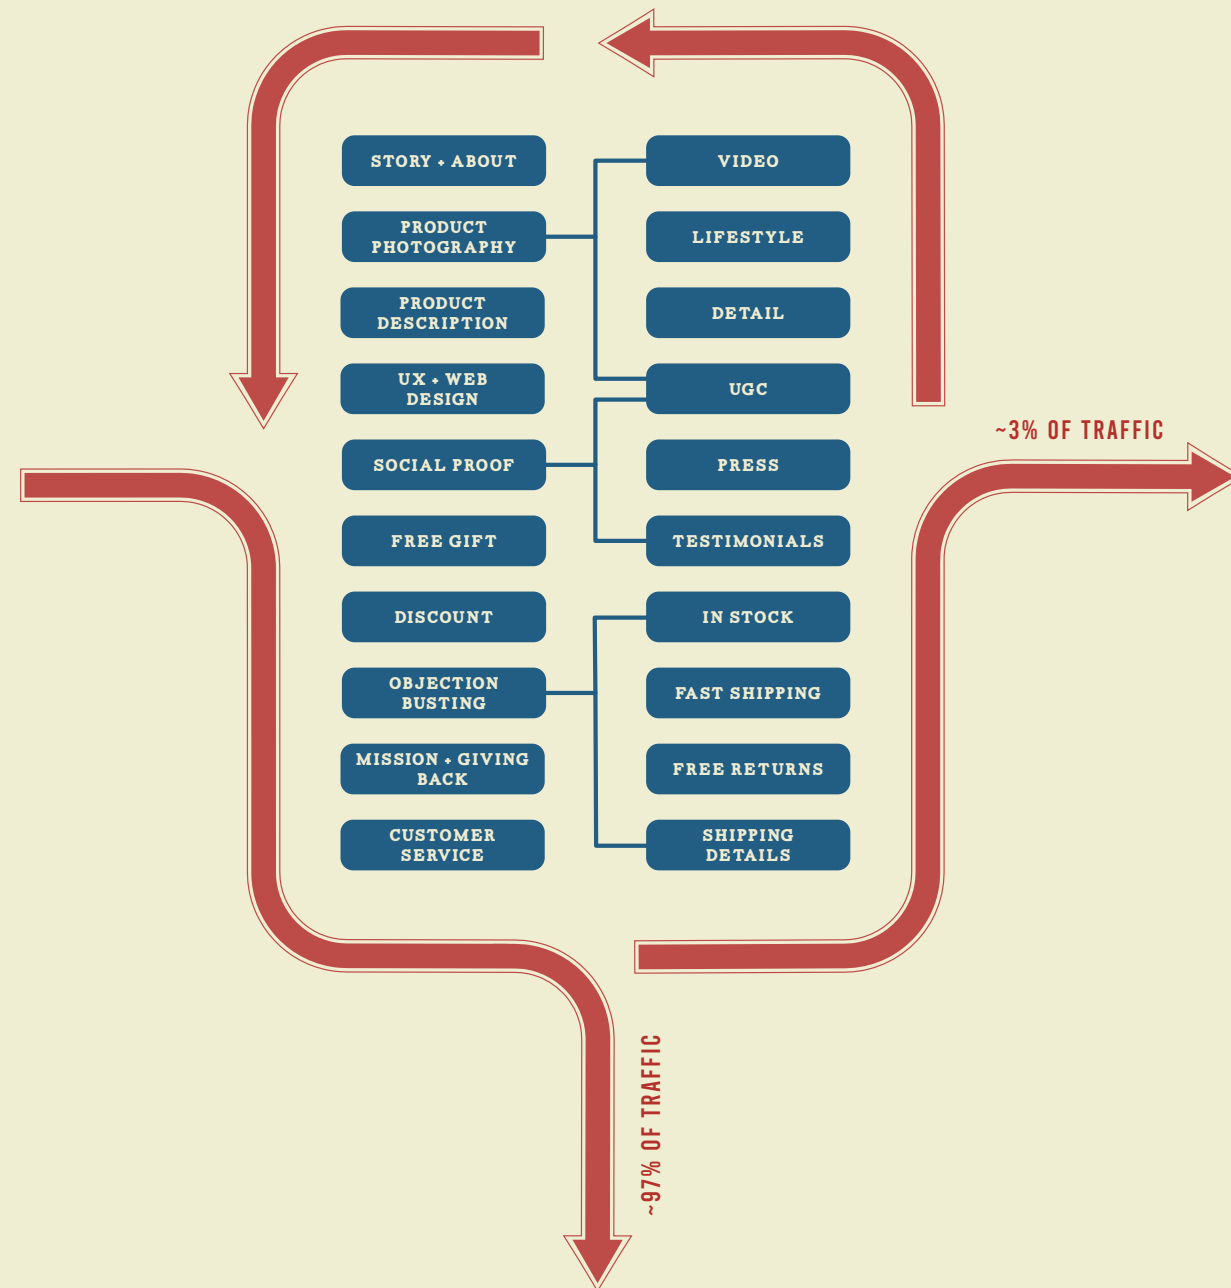 STORY + ABOUT
PRODUCT
PHOTOGRAPHY
PRODUCT
DESCRIPTION
UX + WEB
DESIGN
SOCIAL PROOF
FREE GIFT
DISCOUNT
OBJECTION
BUSTING
MISSION + GIVING
BACK
CUSTOMER
SERVICE
VIDEO
LIFESTYLE
DETAIL
UGC
PRESS
TESTIMONIALS
IN STOCK
FAST SHIPPING
FREE RETURNS
SHIPPING
DETAILS
~3% OF TRAFFIC
~97% OF TRAFFIC